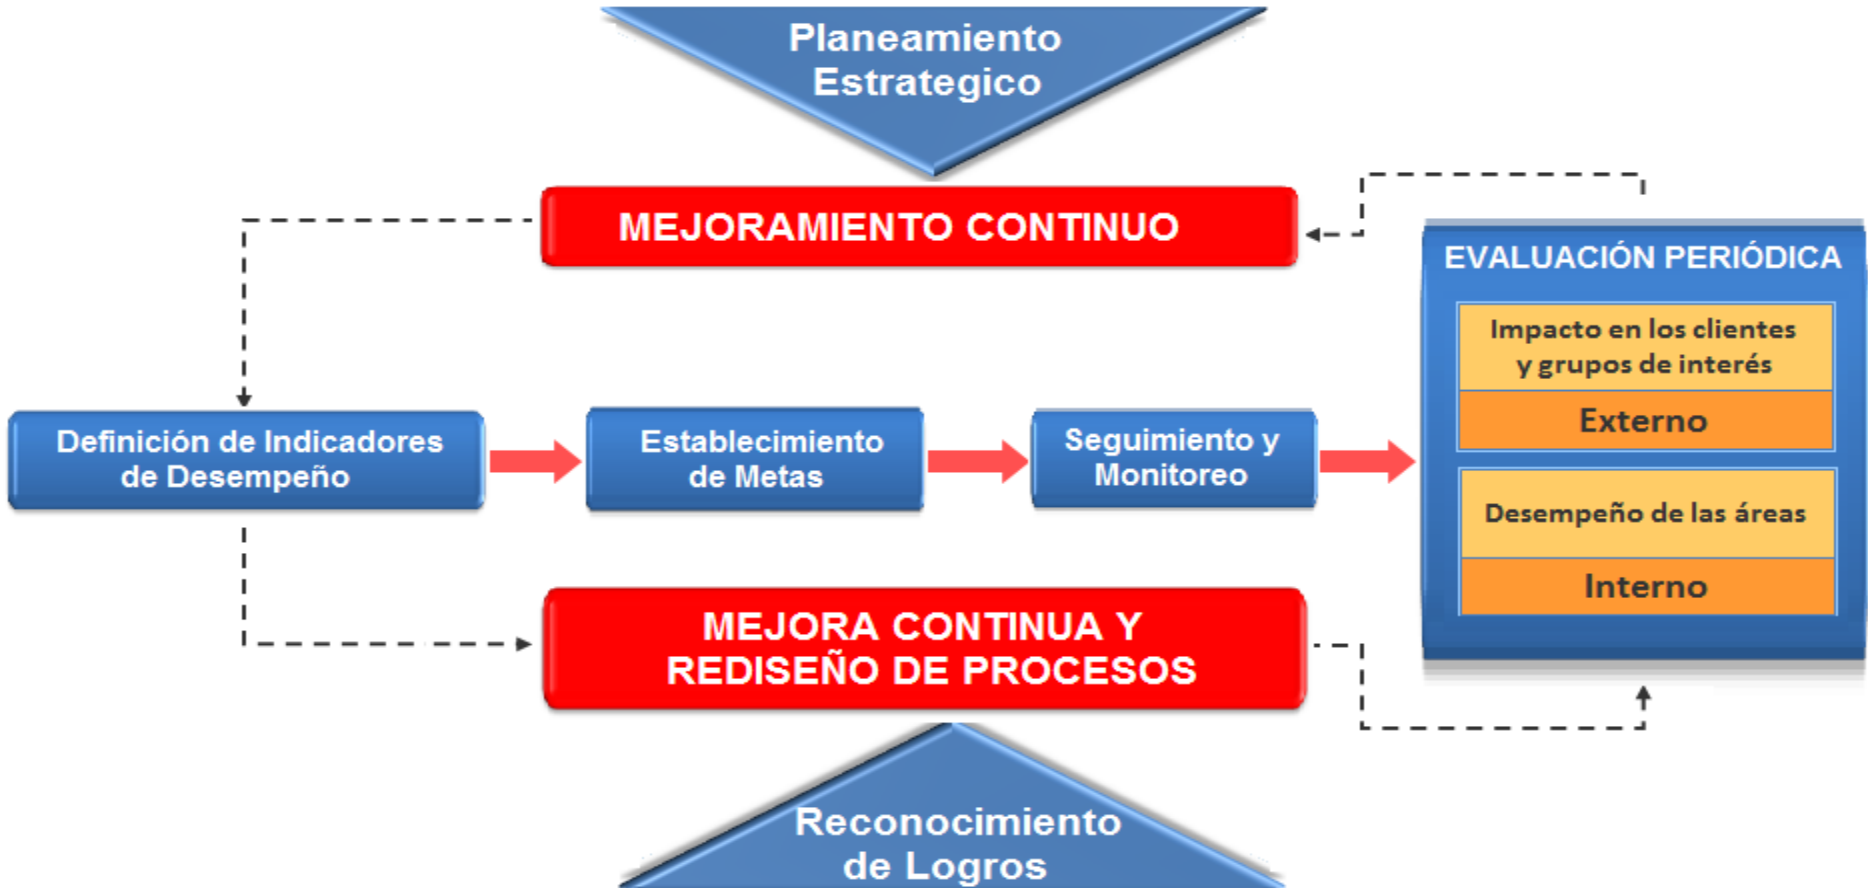 Planeamiento
Estrategico
MEJORAMIENTO CONTINUO
EVALUACIÓN PERIÓDICA
Impacto en los clientes
y grupos de interés
Externo
Definición de Indicadores
de Desempeño
Establecimiento
de Metas
Seguimiento y
Monitoreo
Desempeño de las áreas
Interno
MEJORA CONTINUA Y
REDISEÑO DE PROCESOS
Reconocimiento
de Logros